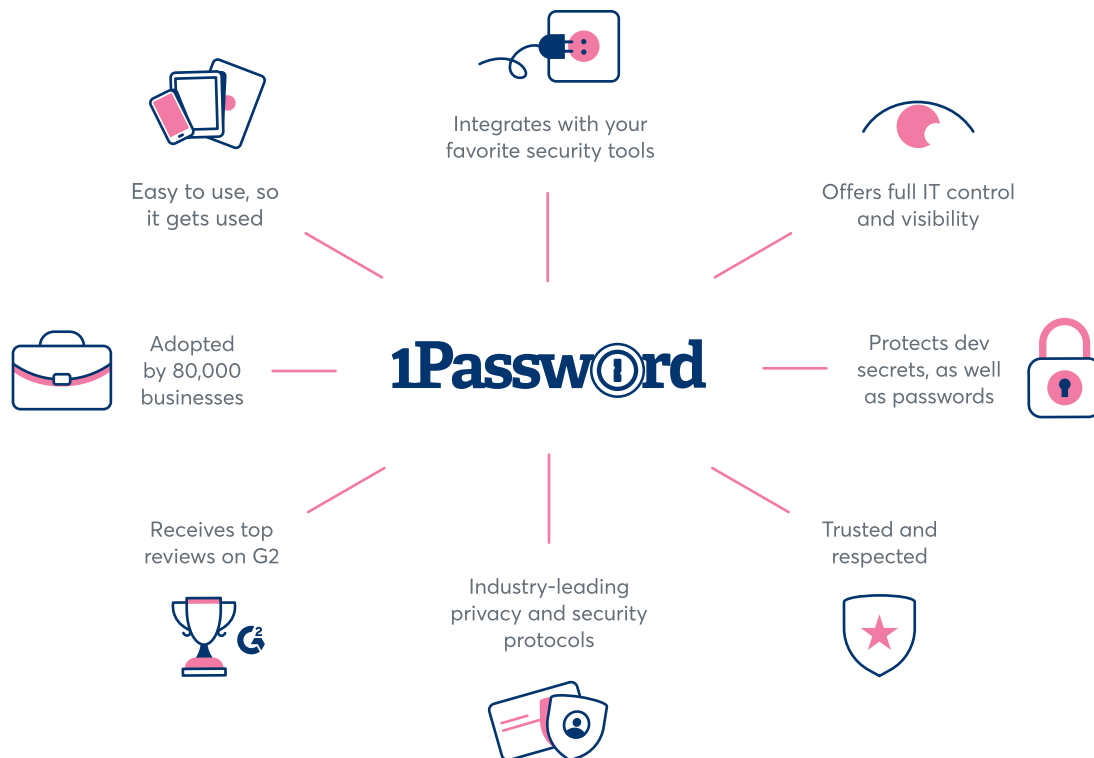 Integrates with your
favorite security tools
Easy to use, so
it gets used
Offers full IT control
and visibility
Adopted
by 80,000
businesses
1Password
Protects dev
secrets, as well
as passwords
Receives top
reviews on G2
G2
Industry-leading
privacy and security
protocols
Trusted and
respected